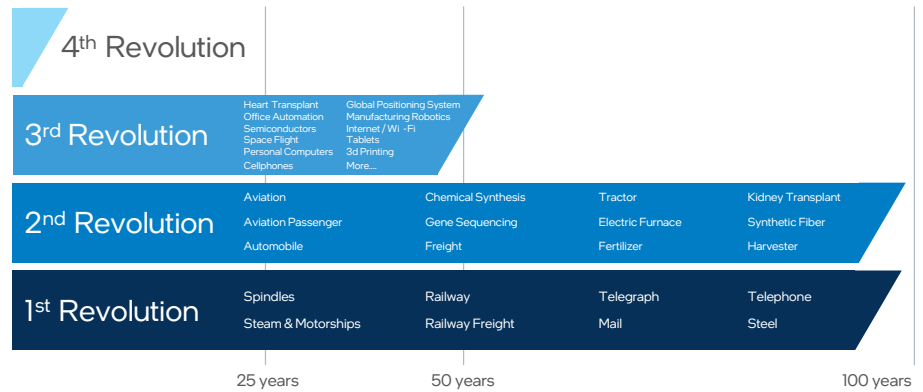 4th Revolution
3rd Revolution
Heart Transplant
Office Automation
Semiconductors
Space Flight
Personal Computers
Cellphones
Global Positioning System
Manufacturing Robotics
Internet / Wi -Fi
Tablets
3d Printing
More....
2nd Revolution
Aviation Chemical Synthesis Tractor Kidney Transplant
Aviation Passenger Gene Sequencing Electric Furnace Synthetic Fiber
Automobile Freight Fertilizer Harvester
1st Revolution
Spindles Railway Telegraph Telephone
Steam & Motorships Railway Freight Mail Steel
25 years 50 years 100 years